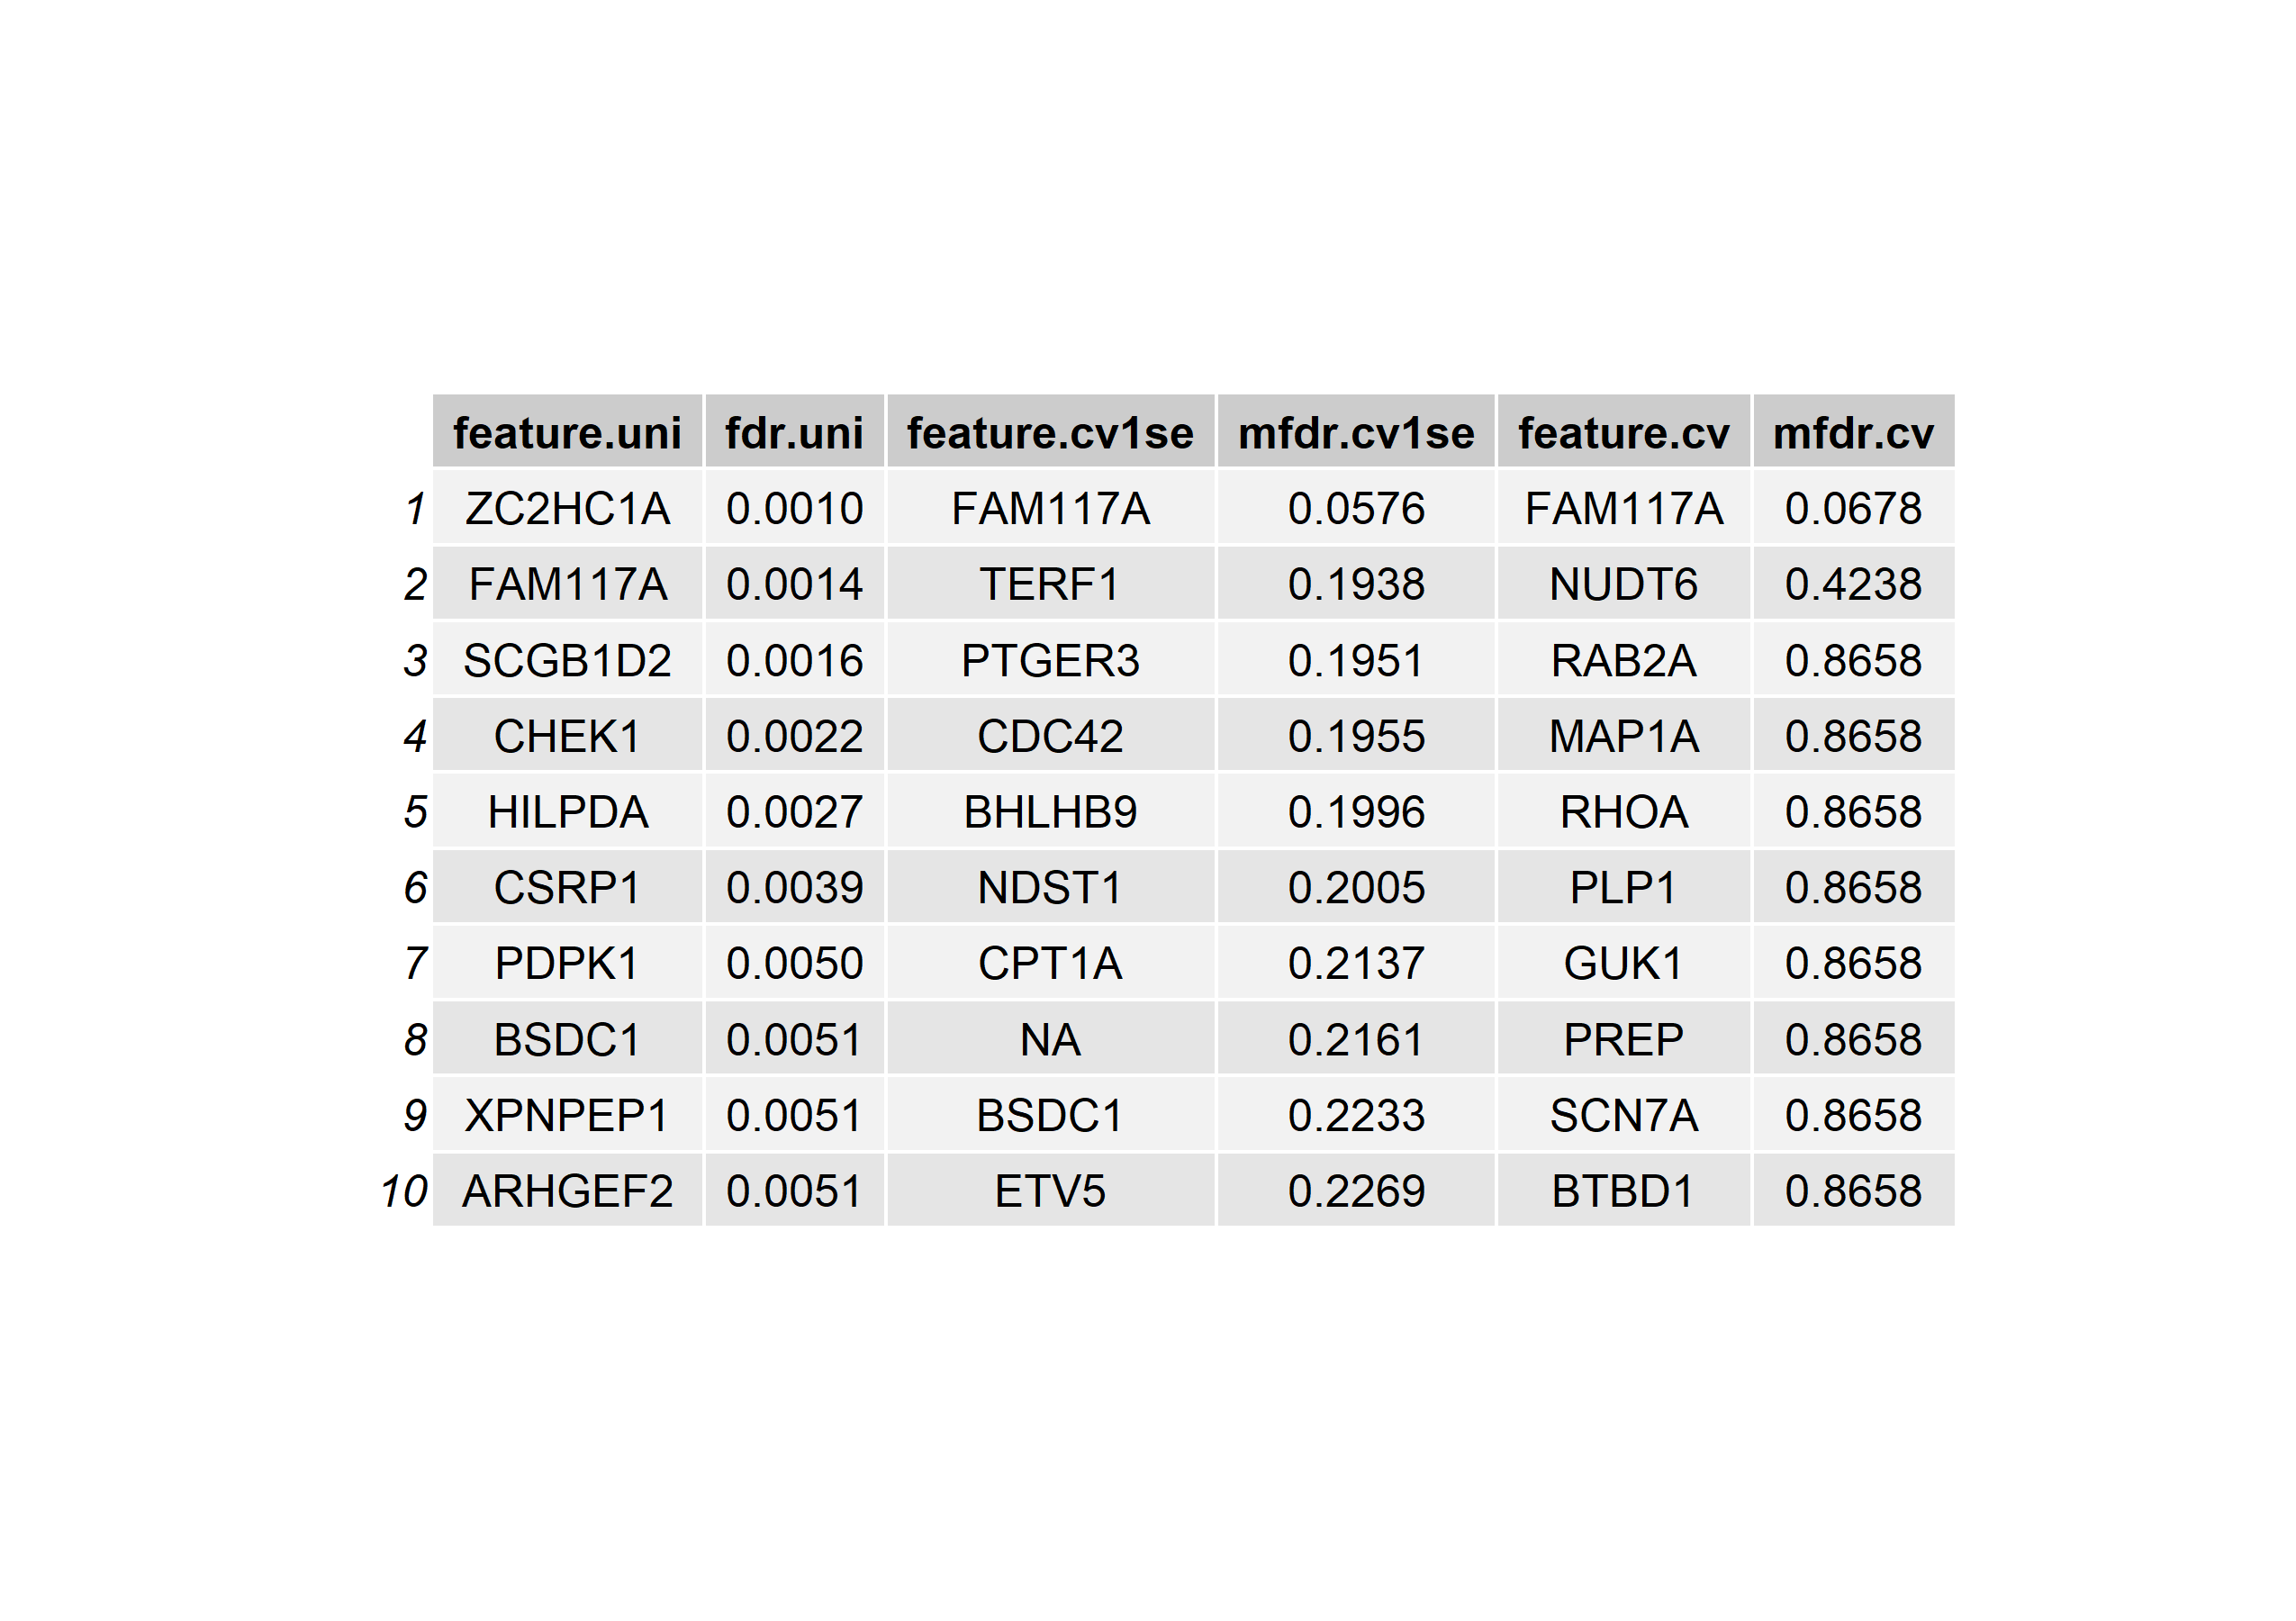 feature.uni fdr.uni feature.cv1se mfdr.cv1se feature.cv mfdr.cv
1 ZC2HC1A 0.0010 FAM117A 0.0576 FAM117A 0.0678
2 FAM117A 0.0014 TERF1 0.1938 NUDT6 0.4238
3 SCGB1D2 0.0016 PTGER3 0.1951 RAB2A 0.8658
4 CHEK1 0.0022 CDC42 0.1955 MAP1A 0.8658
5 HILPDA 0.0027 BHLHB9 0.1996 RHOA 0.8658
6 CSRP1 0.0039 NDST1 0.2005 PLP1 0.8658
7 PDPK1 0.0050 CPT1A 0.2137 GUK1 0.8658
8 BSDC1 0.0051 NA 0.2161 PREP 0.8658
9 XPNPEP1 0.0051 BSDC1 0.2233 SCN7A 0.8658
10 ARHGEF2 0.0051 ETV5 0.2269 BTBD1 0.8658